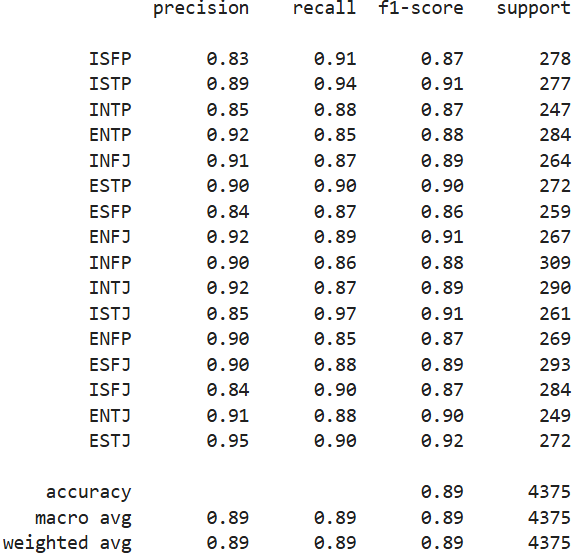 precision recall f1-score support
ISFP 0.83 0.91 0.87 278
ISTP 0.89 0.94 0.91 277
INTP 0.85 0.88 0.87 247
ENTP 0.92 0.85 0.88 284
INFJ 0.91 0.87 0.89 264
ESTP 0.90 0.90 0.90 272
ESFP 0.84 0.87 0.86 259
ENFJ 0.92 0.89 0.91 267
INFP 0.90 0.86 0.88 309
INTJ 0.92 0.87 0.89 290
ISTJ 0.85 0.97 0.91 261
ENFP 0.90 0.85 0.87 269
ESFJ 0.90 0.88 0.89 293
ISFJ 0.84 0.90 0.87 284
ENTJ 0.91 0.88 0.90 249
ESTJ 0.95 0.90 0.92 272
accuracy 0.89 4375
macro avg 0.89 0.89 0.89 4375
weighted avg 0.89 0.89 0.89 4375